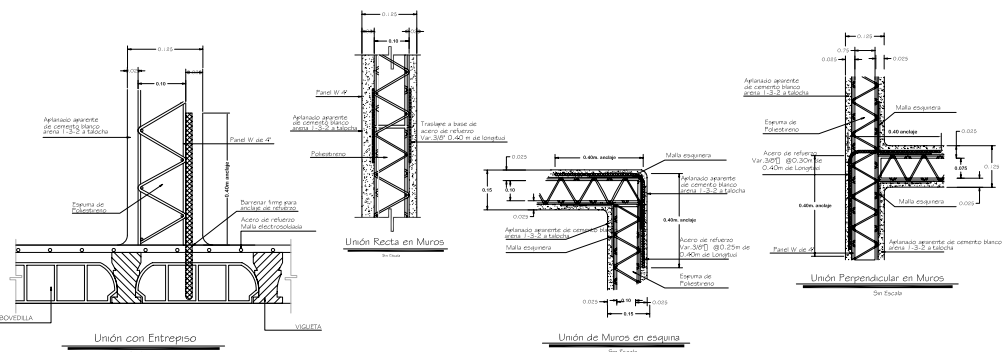 0.125
0.10
0.025
Aplanado aparente
de cemento blanco
arena 1-3-2 a talocha
Panel W de 4"
0.40m anclaje
Espuma de
Poliestireno
Barrenar firme para
anclaje de refuerzo
Acero de refuerzo
Malla electrosoldada
BOVEDILLA
VIGUETA
Unión con Entrepiso
0.125
0.10
Panel W 4"
Aplanado aparente
de cemento blanco
arena 1-3-2 a talocha
Poliestireno
Traslape a base de
acero de refuerzo
Var.3/8" 0.40 m de longitud
Unión Recta en Muros
Sin Escala
0.40m. anclaje
Malla esquinera
0.025
0.15
0.10
0.025
Aplanado aparente
de cemento blanco
arena 1-3-2 a talocha
0.40m. anclaje
Aplanado aparente de cemento blanco
arena 1-3-2 a talocha
Malla esquinera
Acero de refuerzo
Var.3/8" @0.25m de
0.40m de Longitud
Espuma de
Poliestireno
0.025
0.10
0.025
0.15
Unión de Muros en esquina
Sin Escala
0.125
0.75
0.025
0.025
Aplanado aparente
de cemento blanco
arena 1-3-2 a talocha
Malla esquinera
Espuma de
Poliestireno
0.40 anclaje
0.025
Acero de refuerzo
Var.3/8" @0.30m de
0.40m de Longitud
0.075
0.125
0.40m. anclaje
Malla esquinera
0.025
Panel W de 4"
Aplanado aparente de cemento blanco
arena 1-3-2 a talocha
Unión Perpendicular en Muros
Sin Escala